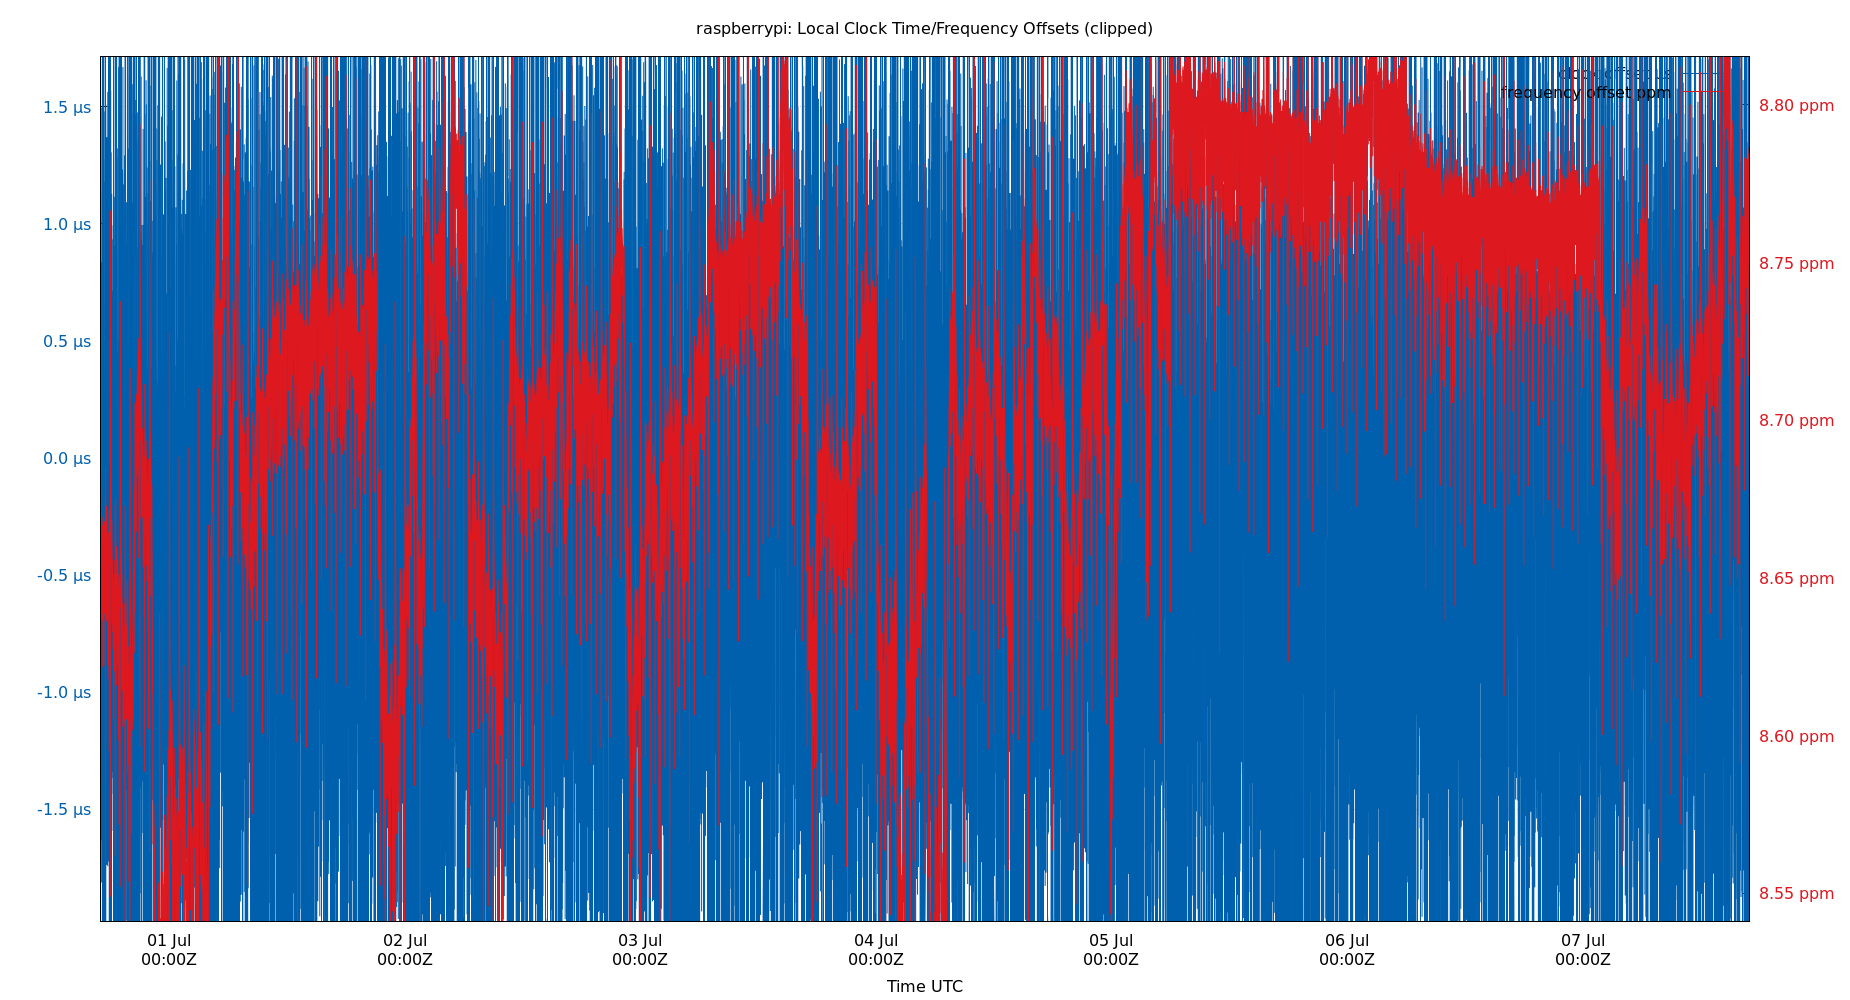 raspberrypi: Local Clock Time/Frequency Offsets (clipped)
clock offset µs
frequency offset ppm
1.5 µs
1.0 µs
0.5 µs
0.0 µs
-0.5 µs
-1.0 µs
-1.5 µs
8.80 ppm
8.75 ppm
8.70 ppm
8.65 ppm
8.60 ppm
8.55 ppm
01 Jul 02 Jul 03 Jul 04 Jul 05 Jul 06 Jul 07 Jul
00:00Z 00:00Z 00:00Z 00:00Z 00:00Z 00:00Z 00:00Z
Time UTC